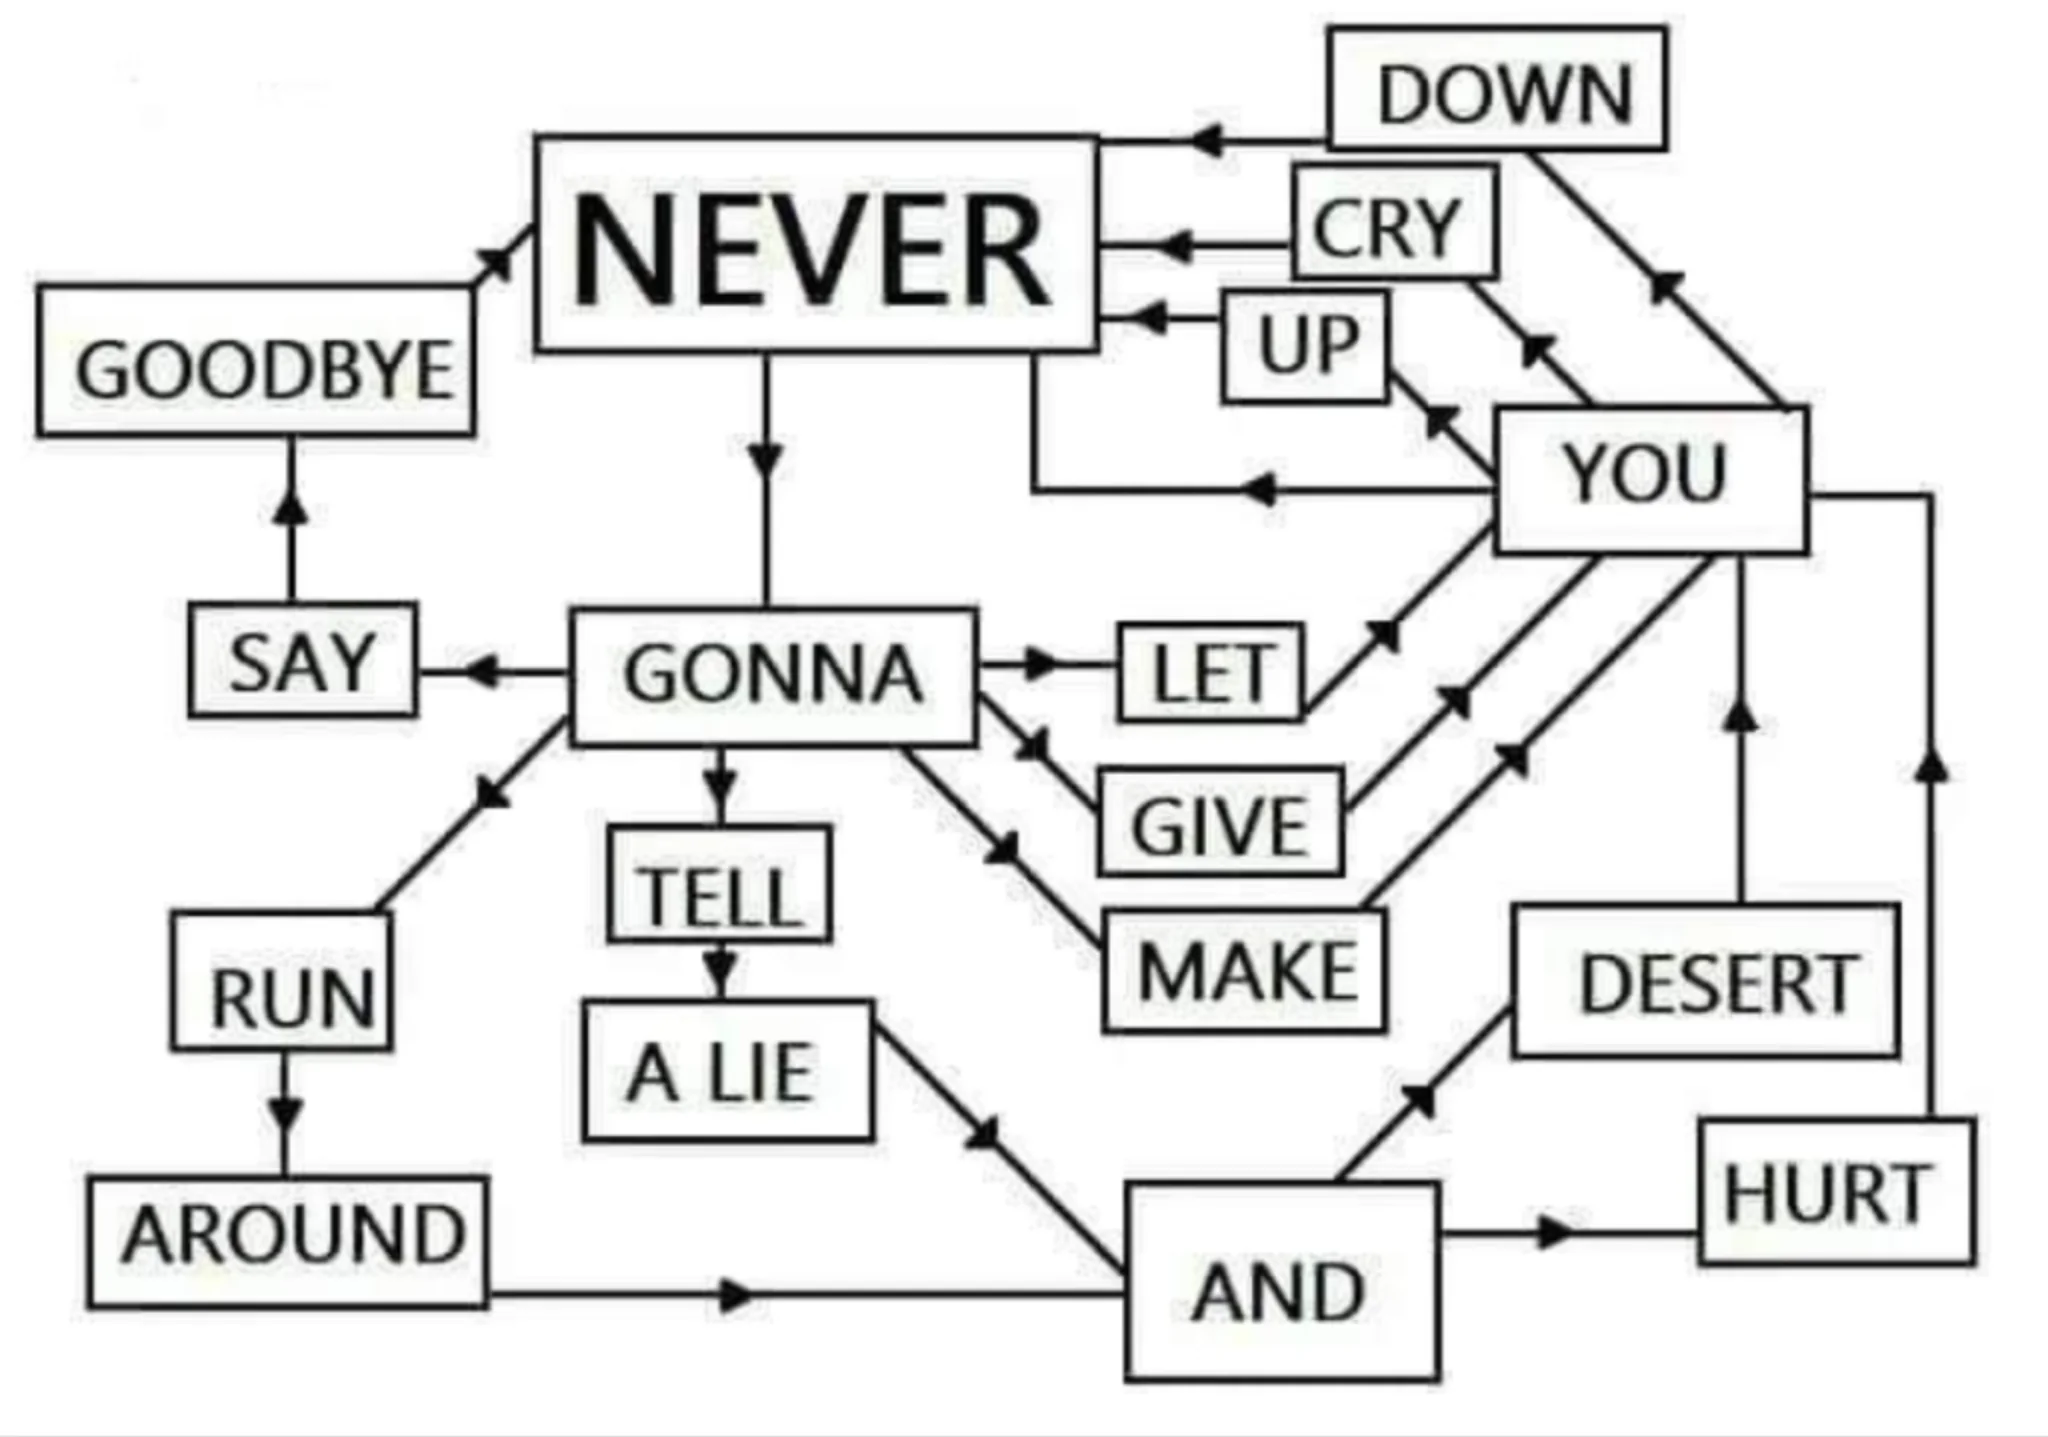 DOWN
NEVER
CRY
UP
GOODBYE
YOU
SAY
GONNA
LET
GIVE
TELL
MAKE
RUN
DESERT
A LIE
HURT
AROUND
AND